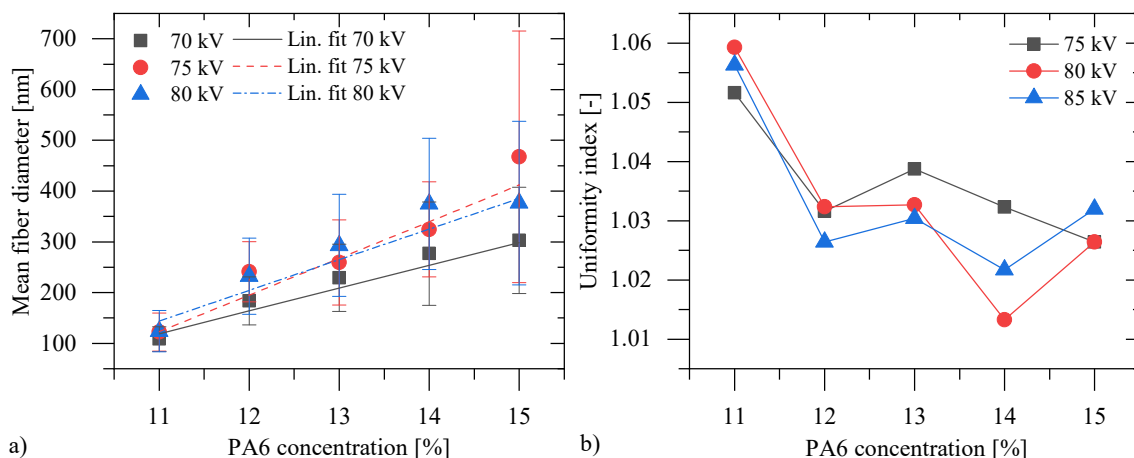 700
600
500
400
300
200
100
Mean fiber diameter [nm]
70 kV
75 kV
80 kV
Lin. fit 70 kV
Lin. fit 75 kV
Lin. fit 80 kV
11 12 13 14 15
PA6 concentration [%]
a)
1.06
1.05
1.04
1.03
1.02
1.01
Uniformity index [-]
75 kV
80 kV
85 kV
11 12 13 14 15
PA6 concentration [%]
b)